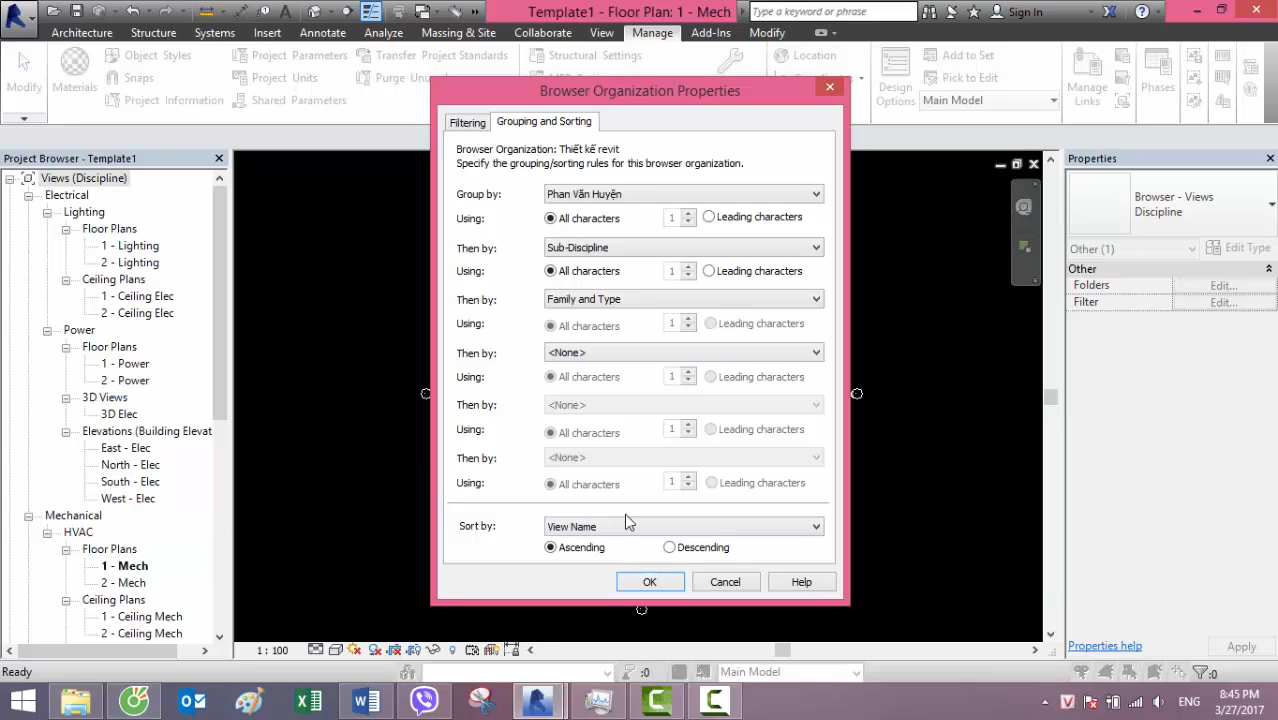 Template1 - Floor Plan: 1 - Mech
Type a keyword or phrase
Sign In
Architecture Structure Systems Insert Annotate Analyze Massing & Site Collaborate View Manage Add-Ins Modify
Modify
Materials
Object Styles
Snaps
Project Information
Project Parameters
Project Units
Shared Parameters
Transfer Project Standards
Purge Unused
Structural Settings
Location
Design
Options
Add to Set
Pick to Edit
Main Model
Manage
Links
Phases
Project Browser - Template1
Views (Discipline)
Electrical
Lighting
Floor Plans
1 - Lighting
2 - Lighting
Ceiling Plans
1 - Ceiling Elec
2 - Ceiling Elec
Power
Floor Plans
1 - Power
2 - Power
3D Views
3D Elec
Elevations (Building Elevat
East - Elec
North - Elec
South - Elec
West - Elec
Mechanical
HVAC
Floor Plans
1 - Mech
2 - Mech
Ceiling Plans
1 - Ceiling Mech
2 - Ceiling Mech
Browser Organization Properties
Filtering
Grouping and Sorting
Browser Organization: Thiết kế revit
Specify the grouping/sorting rules for this browser organization.
Group by: Phan Văn Huyện
Using: All characters 1 Leading characters
Then by: Sub-Discipline
Using: All characters 1 Leading characters
Then by: Family and Type
Using: All characters 1 Leading characters
Then by: <None>
Using: All characters 1 Leading characters
Then by: <None>
Using: All characters 1 Leading characters
Then by: <None>
Using: All characters 1 Leading characters
Sort by: View Name
Ascending Descending
OK Cancel Help
Properties
Browser - Views
Discipline
Other (1)
Edit Type
Other
Folders Edit...
Filter Edit...
Properties help
Apply
1 : 100
Ready
:0
Main Model
:0
ENG
8:45 PM
3/27/2017